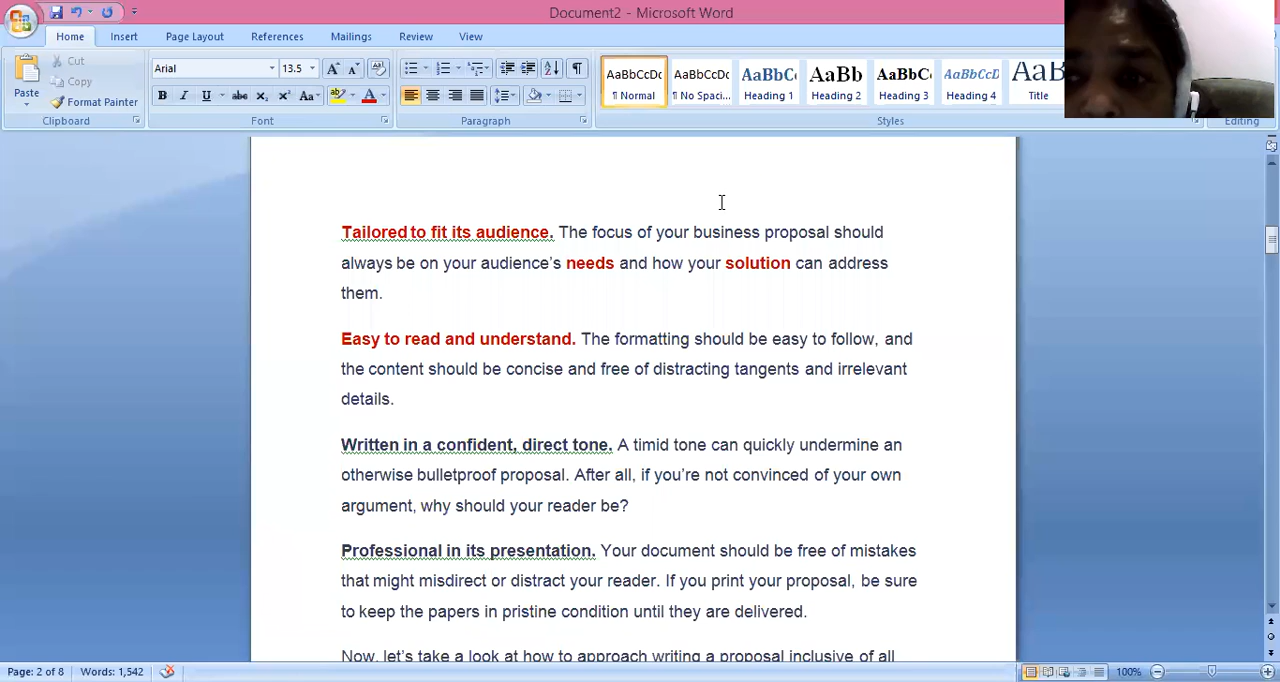 Document2 - Microsoft Word
Home Insert Page Layout References Mailings Review View
Paste
Cut
Copy
Format Painter
Clipboard
Arial 13.5
Font
Paragraph
AaBbCcDc AaBbCcDc AaBbC AaBb AaBbC AaBbCcD AaB
¶ Normal ¶ No Spaci... Heading 1 Heading 2 Heading 3 Heading 4 Title
Styles
Editing
Tailored to fit its audience. The focus of your business proposal should
always be on your audience’s needs and how your solution can address
them.
Easy to read and understand. The formatting should be easy to follow, and
the content should be concise and free of distracting tangents and irrelevant
details.
Written in a confident, direct tone. A timid tone can quickly undermine an
otherwise bulletproof proposal. After all, if you’re not convinced of your own
argument, why should your reader be?
Professional in its presentation. Your document should be free of mistakes
that might misdirect or distract your reader. If you print your proposal, be sure
to keep the papers in pristine condition until they are delivered.
Now, let’s take a look at how to approach writing a proposal inclusive of all
Page: 2 of 8 Words: 1,542 100%